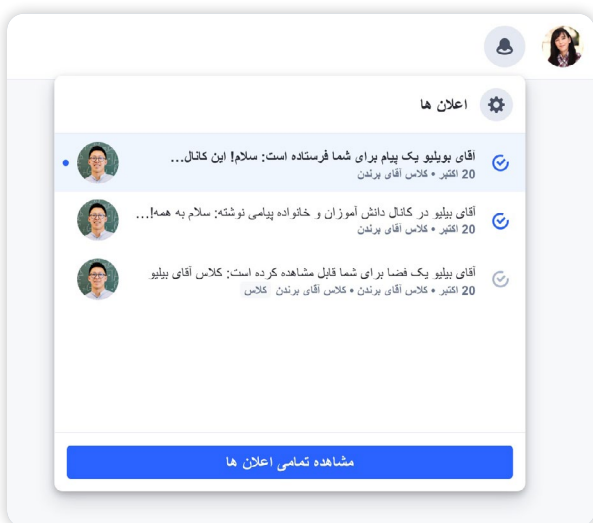 اعلان ها
آقای بویلیو یک پیام برای شما فرستاده است: سلام! این کانال...
20 اکتبر • کلاس آقای برندن
آقای بیلیو در کانال دانش آموزان و خانواده پیامی نوشته: سلام به همه!...
20 اکتبر • کلاس آقای برندن
آقای بیلیو یک فضا برای شما قابل مشاهده کرده است: کلاس آقای بیلیو
20 اکتبر • کلاس آقای برندن • کلاس آقای برندن کلاس
مشاهده تمامی اعلان ها